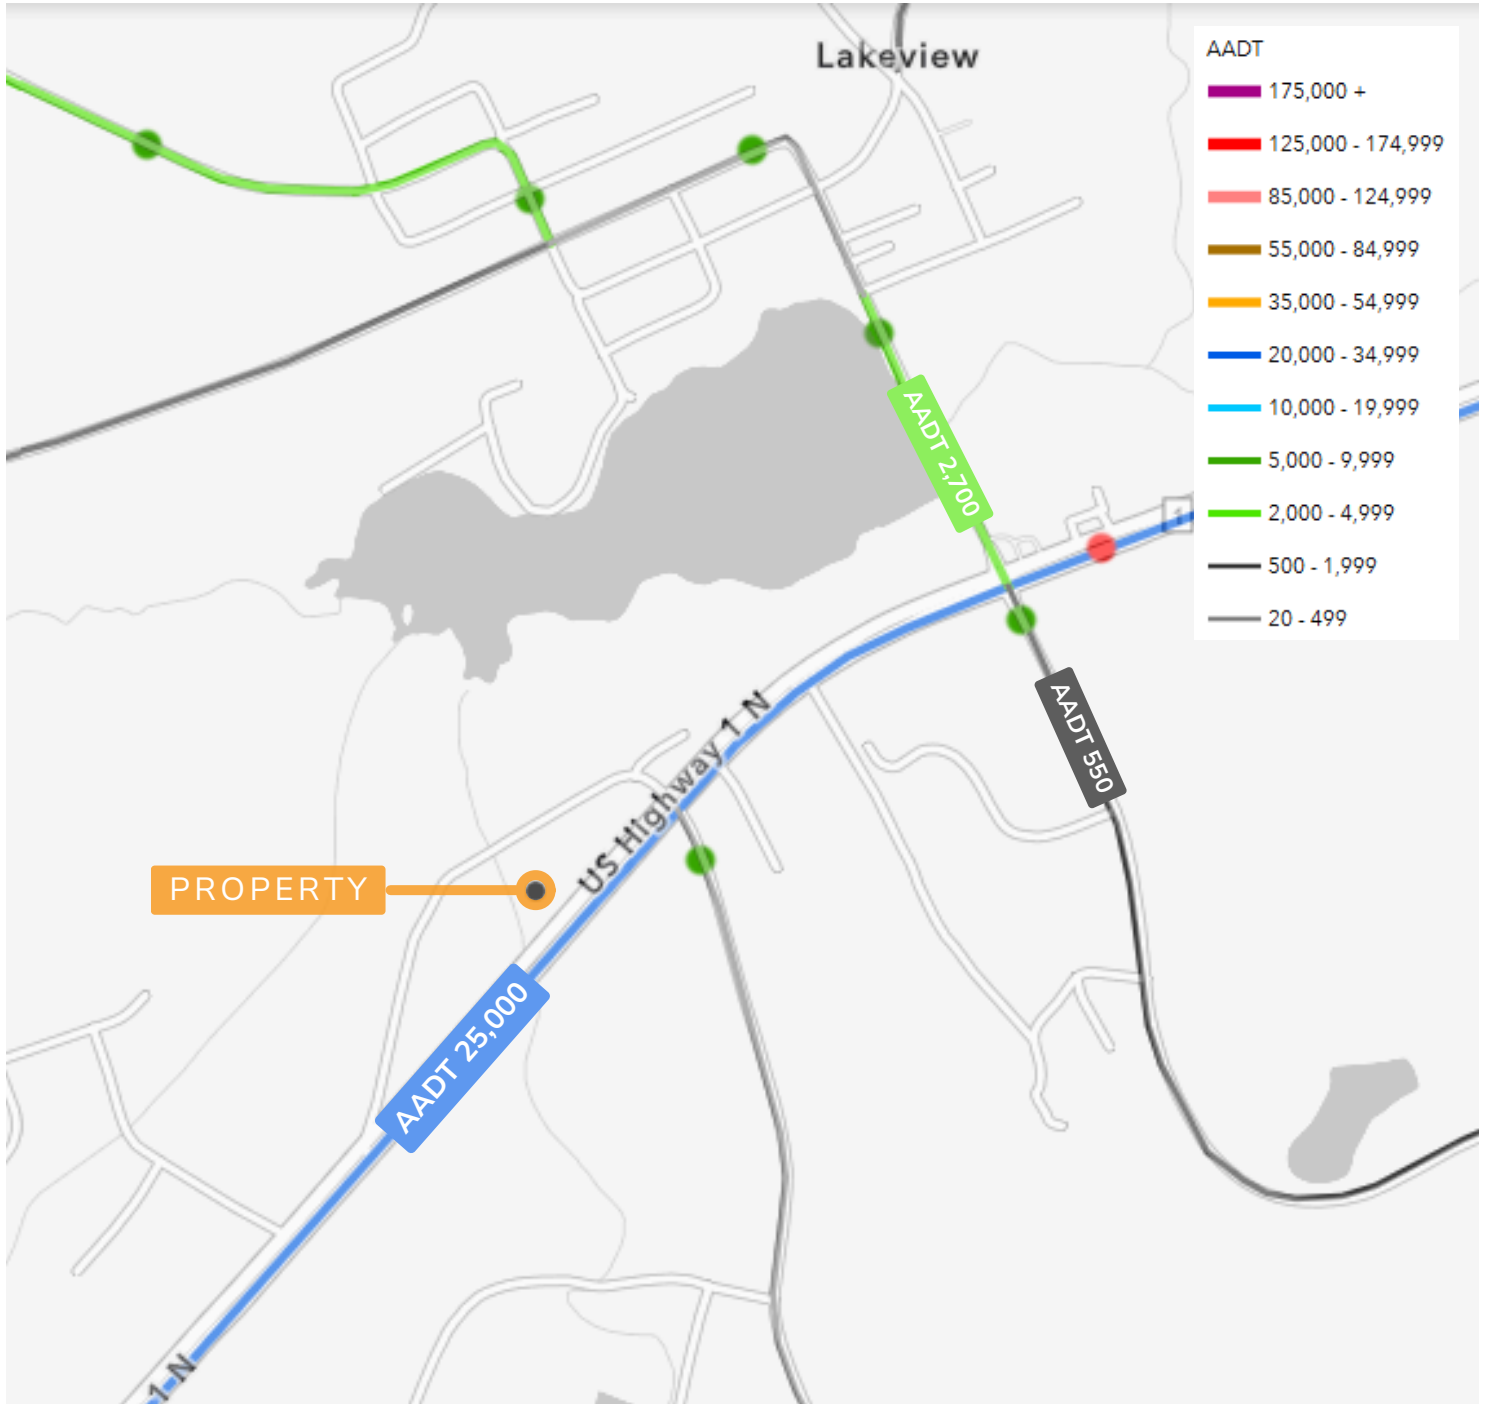 Lakeview
AADT
175,000 +
125,000 - 174,999
85,000 - 124,999
55,000 - 84,999
35,000 - 54,999
20,000 - 34,999
10,000 - 19,999
5,000 - 9,999
2,000 - 4,999
500 - 1,999
20 - 499
AADT 2,700
1
AADT 550
US Highway 1 N
PROPERTY
AADT 25,000
1 N